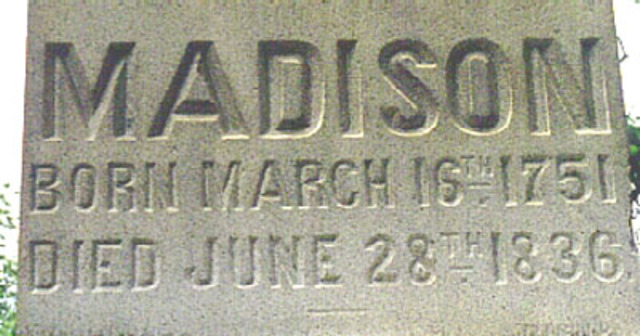 MADISON
BORN MARCH 16TH 1751
DIED JUNE 28TH 1836